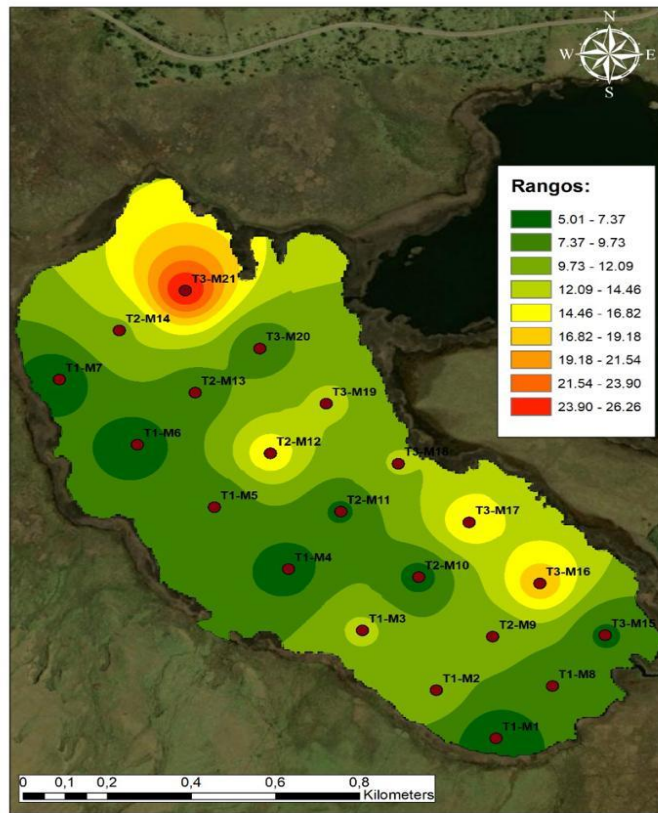 N
W E
S
Rangos:
5.01 - 7.37
7.37 - 9.73
9.73 - 12.09
12.09 - 14.46
14.46 - 16.82
16.82 - 19.18
19.18 - 21.54
21.54 - 23.90
23.90 - 26.26
T3-M21
T2-M14
T3-M20
T1-M7
T2-M13
T3-M19
T1-M6
T2-M12
T3-M18
T1-M5
T2-M11
T3-M17
T1-M4
T2-M10
T3-M16
T1-M3
T2-M9
T3-M15
T1-M2
T1-M8
T1-M1
0 0,1 0,2 0,4 0,6 0,8
Kilometers